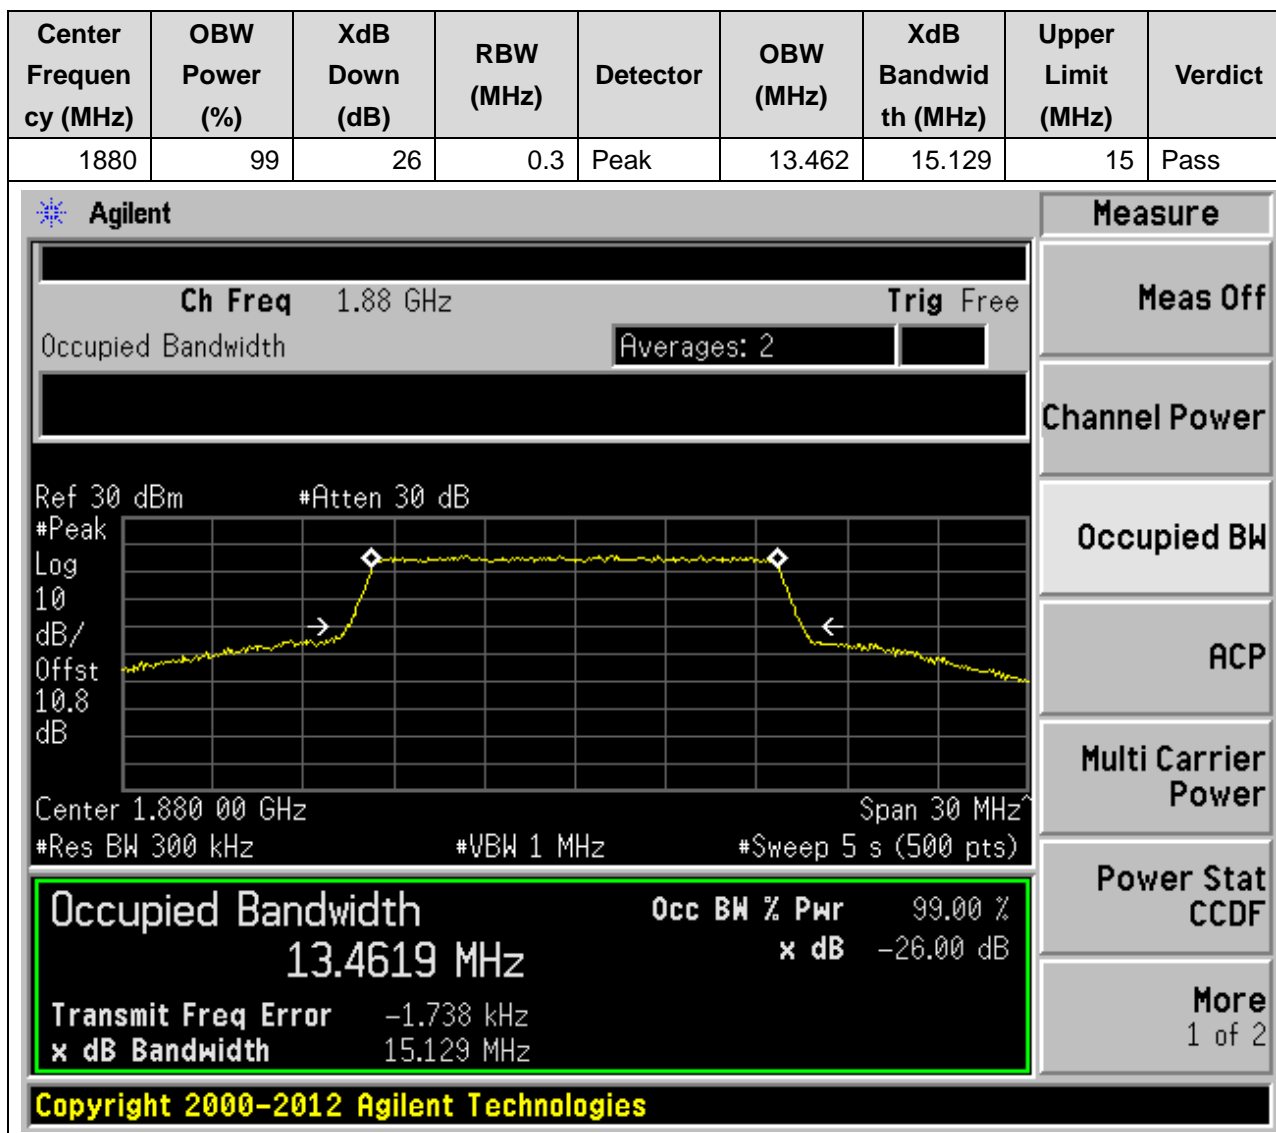 Center Frequen cy (MHz) OBW Power (%) XdB Down (dB) RBW (MHz) Detector OBW (MHz) XdB Bandwid th (MHz) Upper Limit (MHz) Verdict
1880 99 26 0.3 Peak 13.462 15.129 15 Pass
Agilent
Measure
Ch Freq 1.88 GHz Trig Free
Meas Off
Occupied Bandwidth Averages: 2
Channel Power
Ref 30 dBm #Atten 30 dB
#Peak
Log
10
dB/
Offst
10.8
dB
Occupied BW
ACP
Multi Carrier
Power
Center 1.880 00 GHz Span 30 MHz^
#Res BW 300 kHz #VBW 1 MHz #Sweep 5 s (500 pts)
Power Stat
CCDF
Occupied Bandwidth Occ BW % Pwr 99.00 %
13.4619 MHz x dB -26.00 dB
Transmit Freq Error -1.738 kHz
x dB Bandwidth 15.129 MHz
More
1 of 2
Copyright 2000-2012 Agilent Technologies